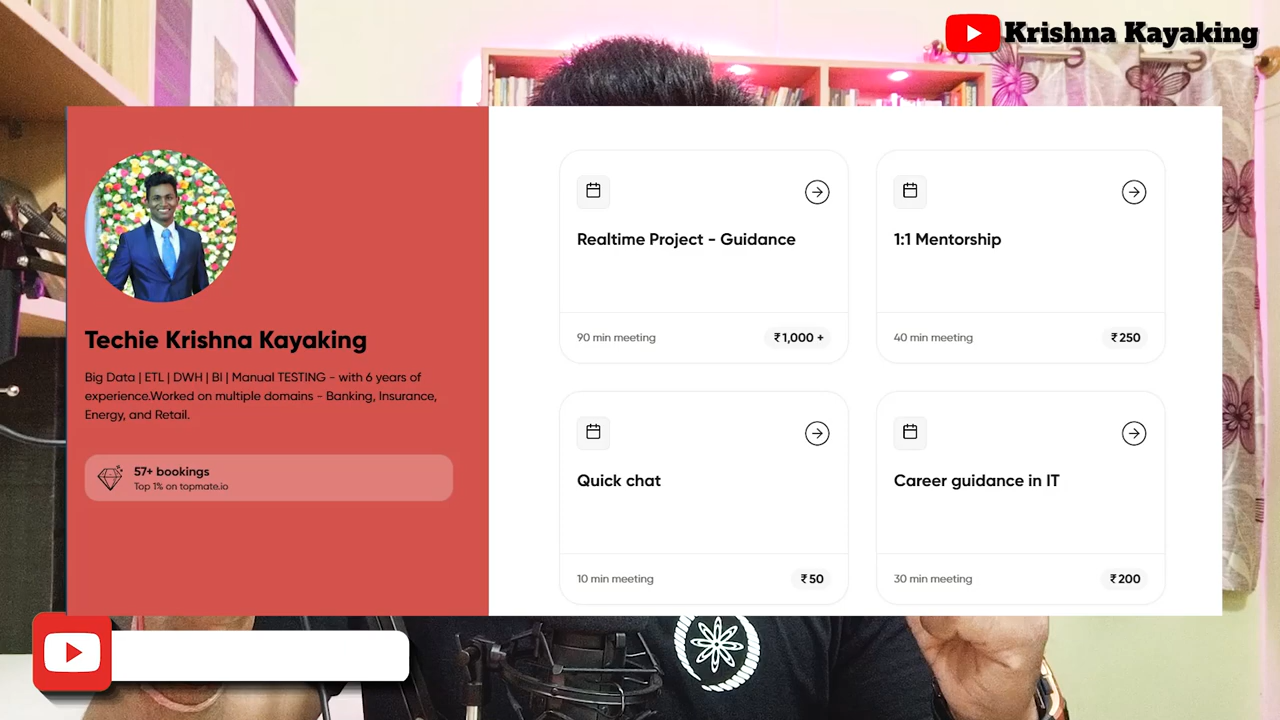 Krishna Kayaking
Techie Krishna Kayaking
Big Data | ETL | DWH | BI | Manual TESTING - with 6 years of
experience.Worked on multiple domains - Banking, Insurance,
Energy, and Retail.
57+ bookings
Top 1% on topmate.io
Realtime Project - Guidance
90 min meeting
₹1,000 +
1:1 Mentorship
40 min meeting
₹250
Quick chat
10 min meeting
₹50
Career guidance in IT
30 min meeting
₹200